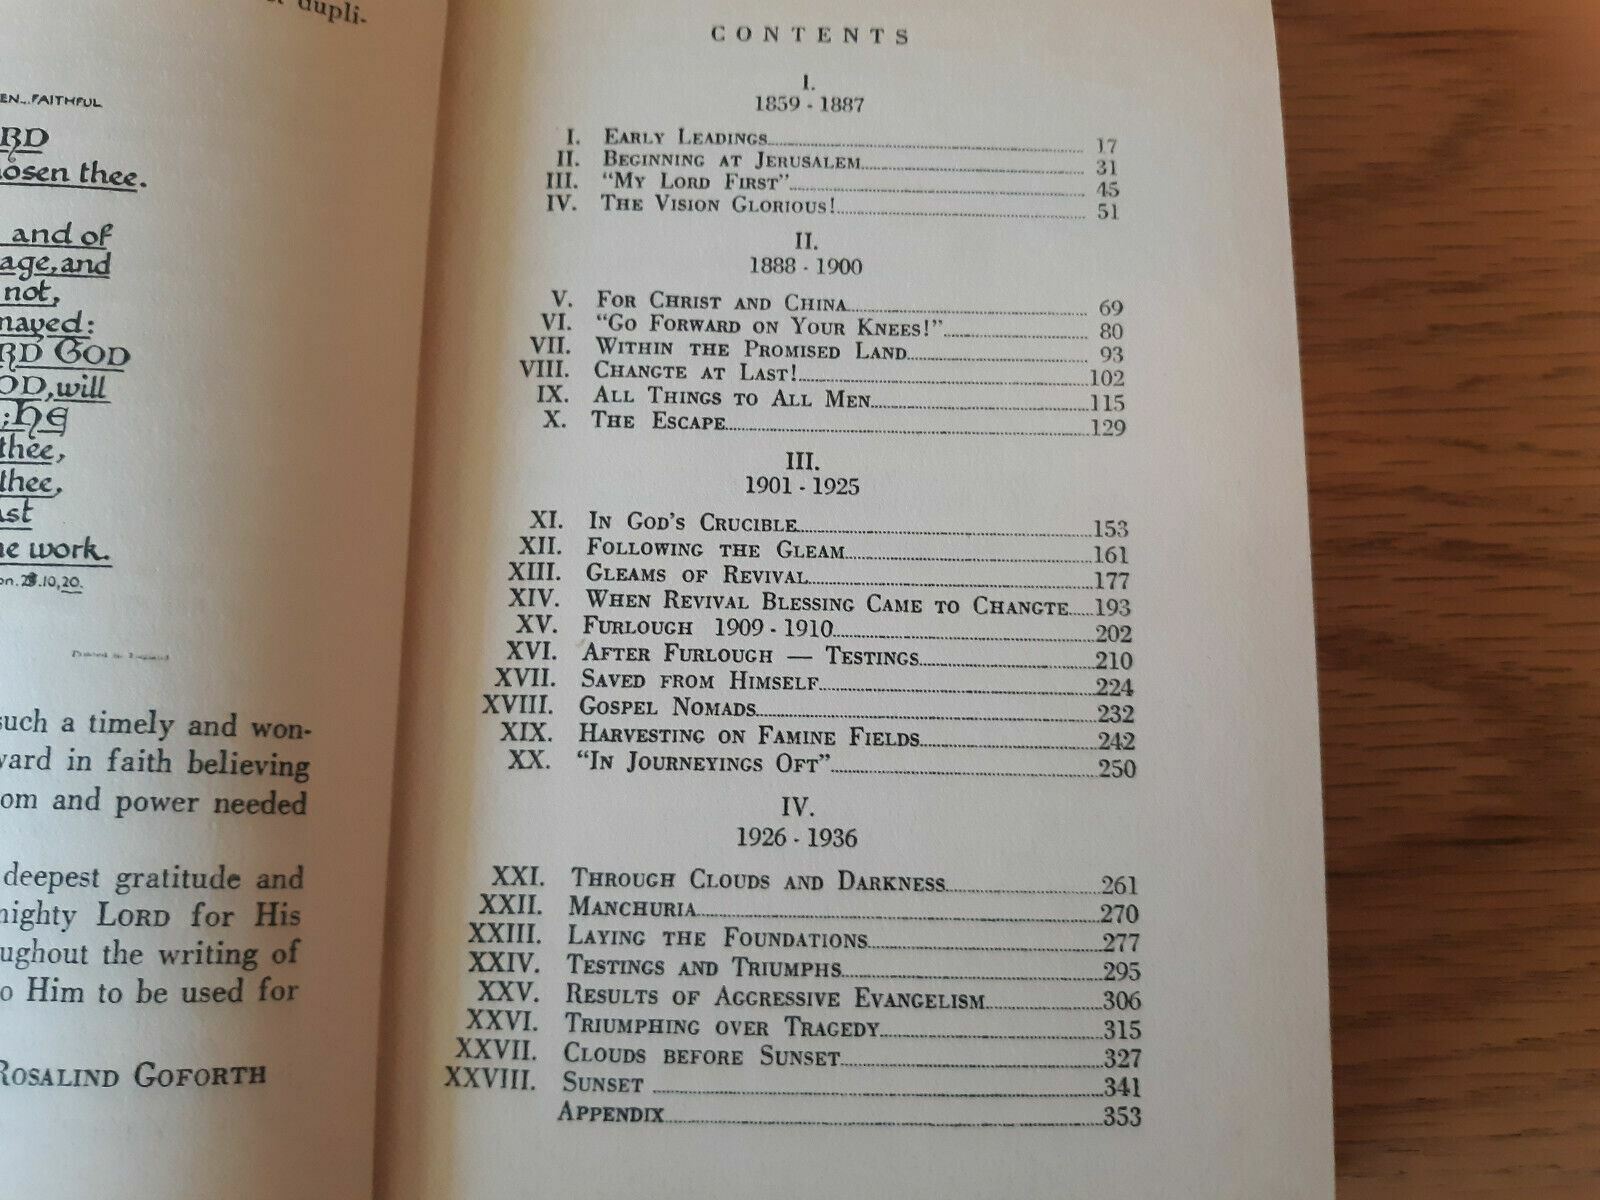 dupli-
EN...FAITHFUL
RD
osen thee.
and of
age, and
not,
mayed:
RD GOD
OD, will
; HE
thee,
thee,
ast
e work.
on. 28.10,20.
Printed in England
such a timely and won-
ward in faith believing
om and power needed
deepest gratitude and
mighty LORD for His
ughout the writing of
o Him to be used for
ROSALIND GOFORTH
CONTENTS
I.
1859 - 1887
I. EARLY LEADINGS 17
II. BEGINNING AT JERUSALEM 31
III. "MY LORD FIRST" 45
IV. THE VISION GLORIOUS! 51
II.
1888 - 1900
V. FOR CHRIST AND CHINA 69
VI. "GO FORWARD ON YOUR KNEES!" 80
VII. WITHIN THE PROMISED LAND 93
VIII. CHANGTE AT LAST! 102
IX. ALL THINGS TO ALL MEN 115
X. THE ESCAPE 129
III.
1901 - 1925
XI. IN GOD'S CRUCIBLE 153
XII. FOLLOWING THE GLEAM 161
XIII. GLEAMS OF REVIVAL 177
XIV. WHEN REVIVAL BLESSING CAME TO CHANGTE 193
XV. FURLOUGH 1909 - 1910 202
XVI. AFTER FURLOUGH — TESTINGS 210
XVII. SAVED FROM HIMSELF 224
XVIII. GOSPEL NOMADS 232
XIX. HARVESTING ON FAMINE FIELDS 242
XX. "IN JOURNEYINGS OFT" 250
IV.
1926 - 1936
XXI. THROUGH CLOUDS AND DARKNESS 261
XXII. MANCHURIA 270
XXIII. LAYING THE FOUNDATIONS 277
XXIV. TESTINGS AND TRIUMPHS 295
XXV. RESULTS OF AGGRESSIVE EVANGELISM 306
XXVI. TRIUMPHING OVER TRAGEDY 315
XXVII. CLOUDS BEFORE SUNSET 327
XXVIII. SUNSET 341
APPENDIX 353